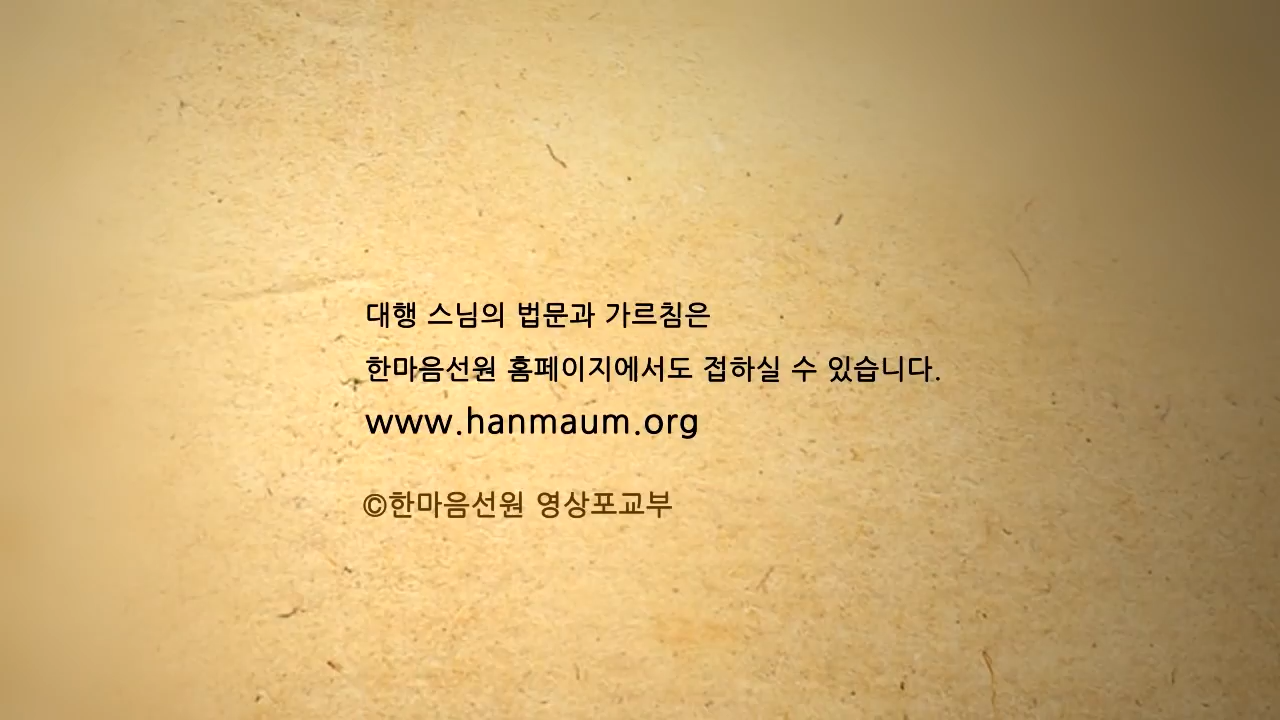 대행 스님의 법문과 가르침은
한마음선원 홈페이지에서도 접하실 수 있습니다.
www.hanmaum.org
©한마음선원 영상포교부